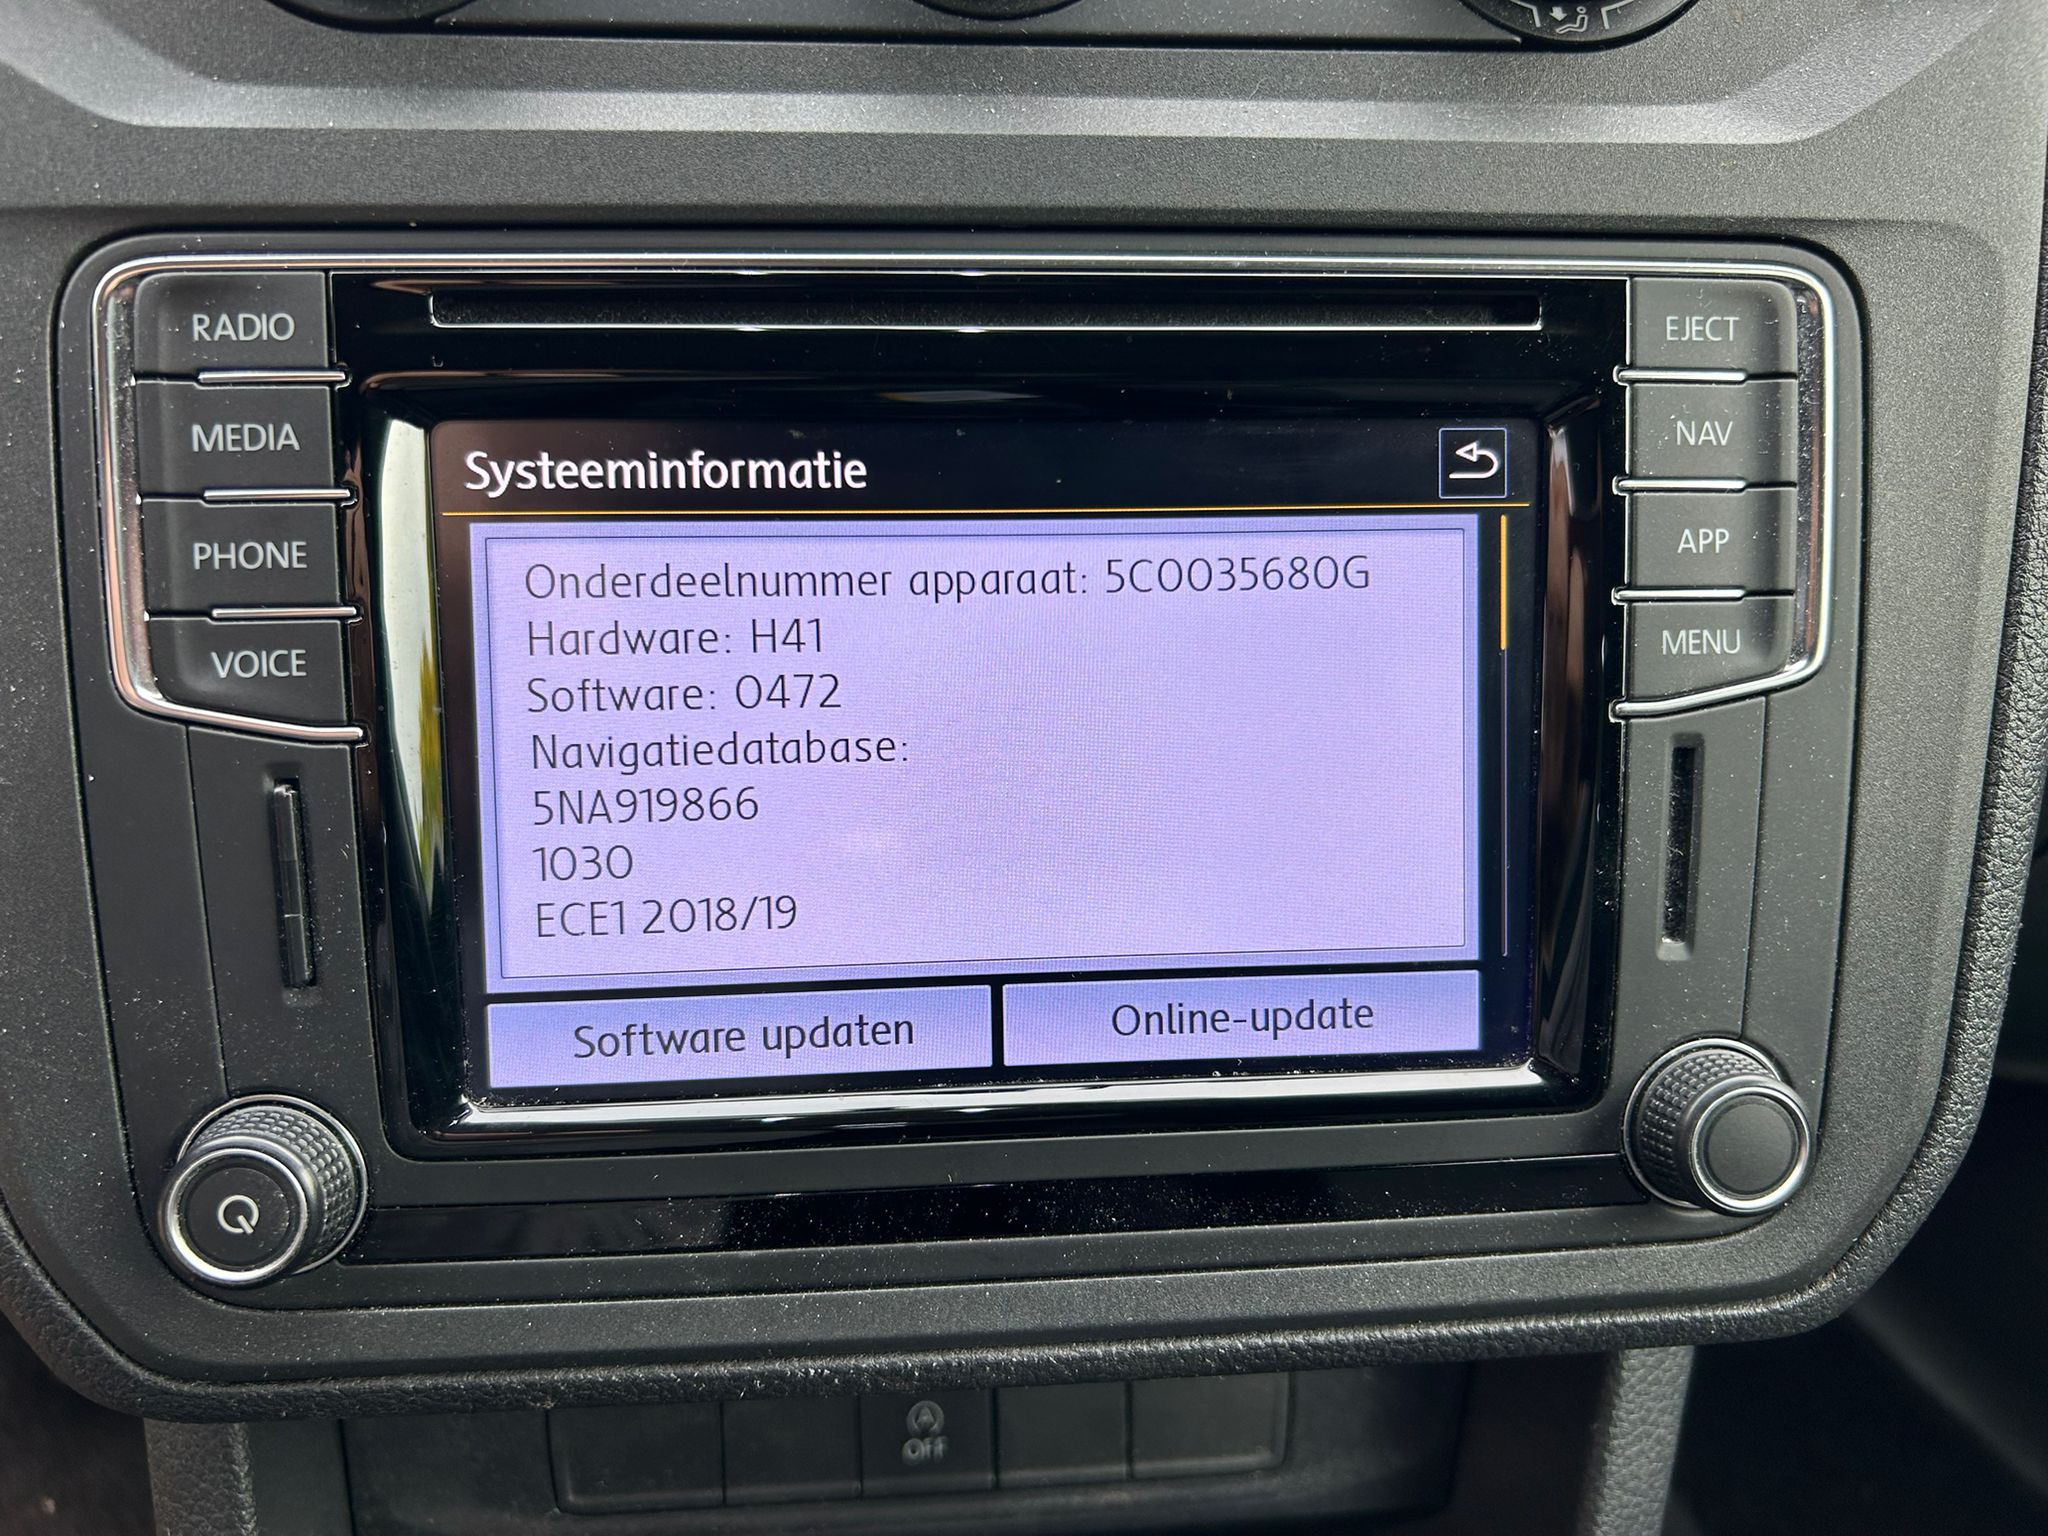 RADIO
MEDIA
PHONE
VOICE
EJECT
NAV
APP
MENU
Systeeminformatie
Onderdeelnummer apparaat: 5C0035680G
Hardware: H41
Software: 0472
Navigatiedatabase:
5NA919866
1030
ECE1 2018/19
Software updaten
Online-update
A
OFF